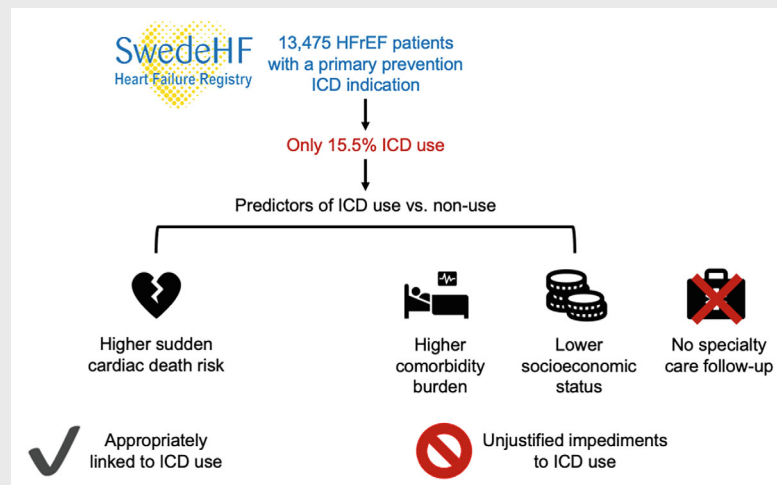 SwedeHF
Heart Failure Registry
13,475 HFrEF patients
with a primary prevention
ICD indication
Only 15.5% ICD use
Predictors of ICD use vs. non-use
Higher sudden
cardiac death risk
Higher
comorbidity
burden
Lower
socioeconomic
status
No specialty
care follow-up
Appropriately
linked to ICD use
Unjustified impediments
to ICD use